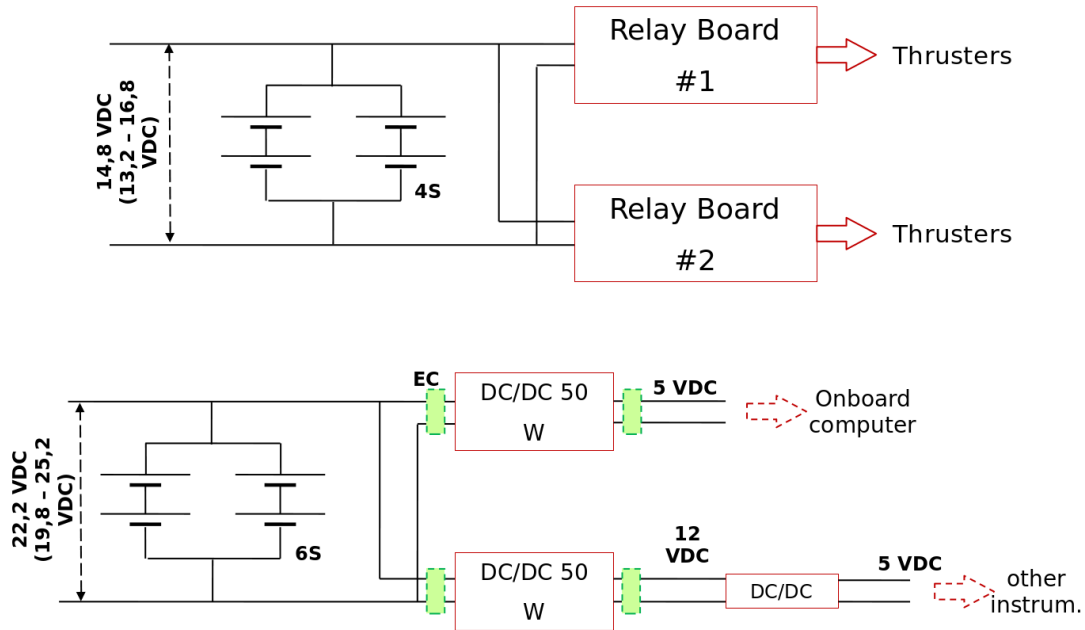 14,8 VDC
(13,2 – 16,8
VDC)
4S
Relay Board
#1
Thrusters
Relay Board
#2
Thrusters
22,2 VDC
(19,8 – 25,2
VDC)
6S
EC
DC/DC 50
W
5 VDC
Onboard
computer
DC/DC 50
W
12
VDC
DC/DC
5 VDC
other
instrum.